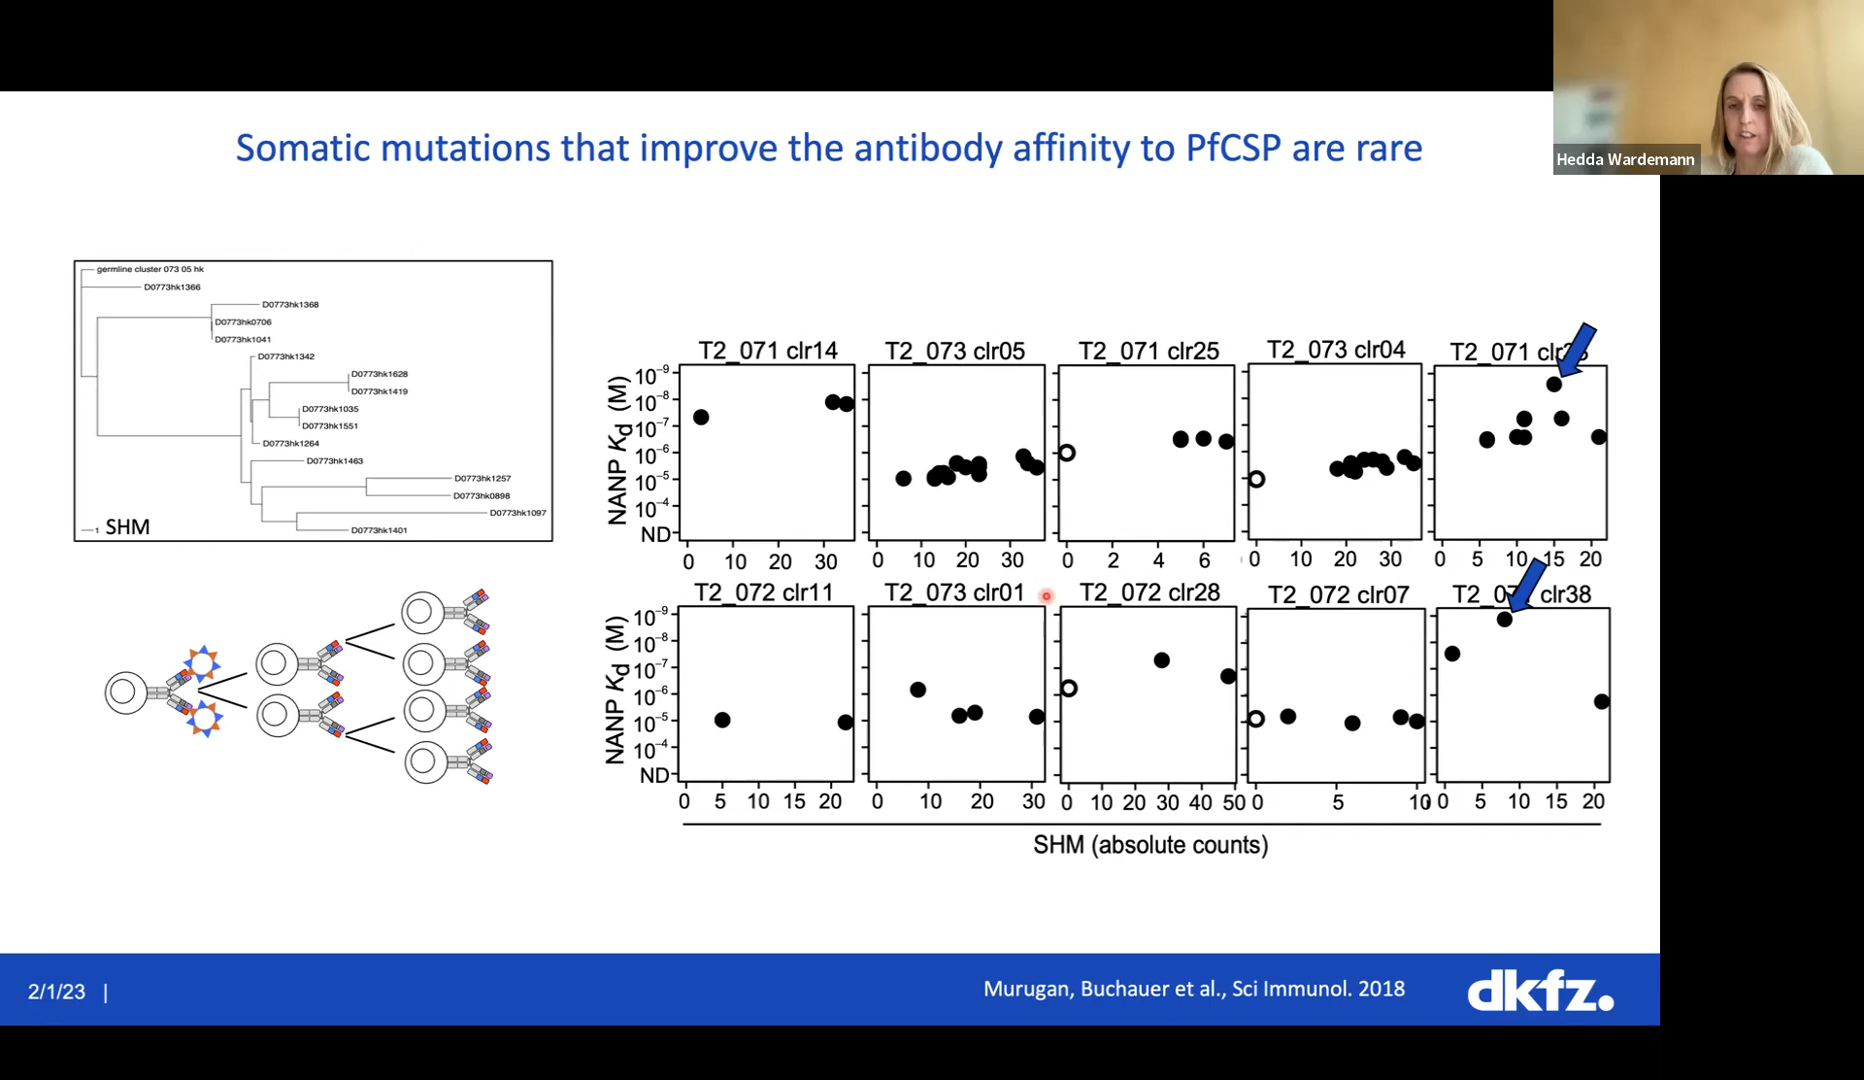 Hedda Wardemann
Somatic mutations that improve the antibody affinity to PfCSP are rare
germline cluster 073 05 hk
D0773hk1366
D0773hk1368
D0773hk0706
D0773hk1041
D0773hk1342
D0773hk1628
D0773hk1419
D0773hk1035
D0773hk1551
D0773hk1264
D0773hk1463
D0773hk1257
D0773hk0898
D0773hk1097
D0773hk1401
1 SHM
T2_071 clr14 T2_073 clr05 T2_071 clr25 T2_073 clr04 T2_071
NANP Kd (M)
10-9
10-8
10-7
10-6
10-5
10-4
ND
0 10 20 30 0 10 20 30 0 2 4 6 0 10 20 30 0 5 10 15 20
T2_072 clr11 T2_073 clr01 T2_072 clr28 T2_072 clr07 clr38
NANP Kd (M)
10-9
10-8
10-7
10-6
10-5
10-4
ND
0 5 10 15 20 0 10 20 30 0 10 20 30 40 50 0 5 10 0 5 10 15 20
SHM (absolute counts)
2/1/23 |
Murugan, Buchauer et al., Sci Immunol. 2018
dkfz.